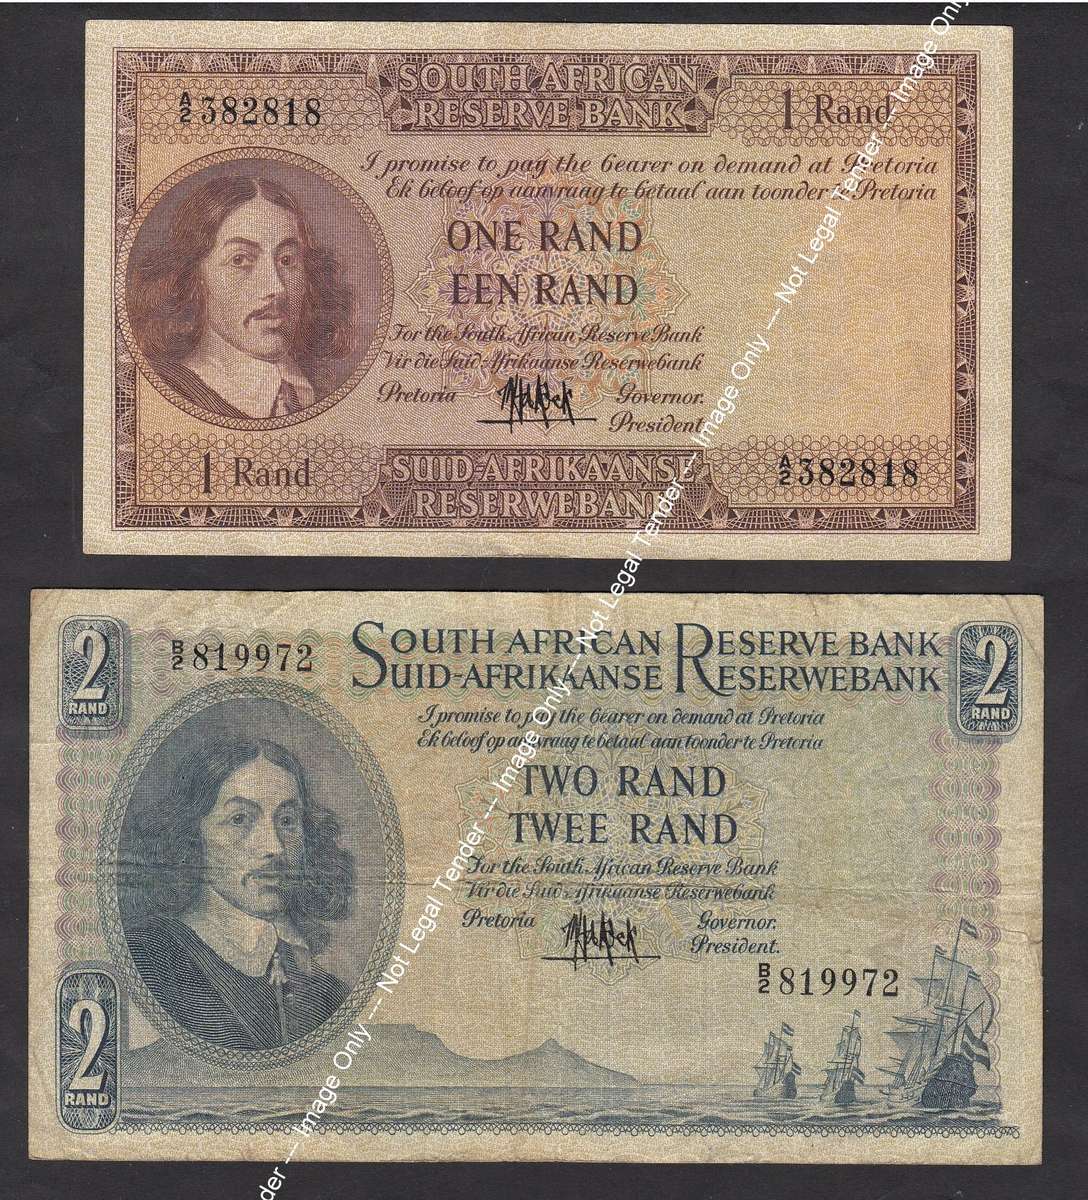 SOUTH AFRICAN
RESERVE BANK
A/2 382818
1 Rand
I promise to pay the bearer on demand at Pretoria
Ek beloof op aanvraag te betaal aan toonder te Pretoria
ONE RAND
EEN RAND
For the South African Reserve Bank
Vir die Suid-Afrikaanse Reserwebank
Pretoria
Governor.
President.
1 Rand
SUID-AFRIKAANSE
RESERWEBANK
A/2 382818
2
RAND
B/2 819972
SOUTH AFRICAN RESERVE BANK
SUID-AFRIKAANSE RESERWEBANK
2
RAND
I promise to pay the bearer on demand at Pretoria
Ek beloof op aanvraag te betaal aan toonder te Pretoria
TWO RAND
TWEE RAND
For the South African Reserve Bank
Vir die Suid-Afrikaanse Reserwebank
Pretoria
Governor.
President.
B/2 819972
2
RAND
der --- Image Only --- Not Legal Tender --- Image Only --- Not Legal Tender --- Image Only --- Not Legal Tender --- Image Only